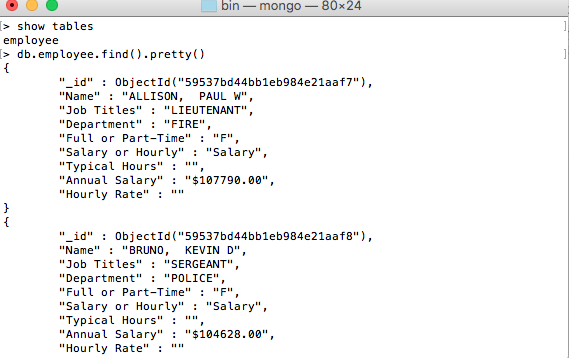 bin — mongo — 80×24
[> show tables ]
employee
[> db.employee.find().pretty() ]
{
"_id" : ObjectId("59537bd44bb1eb984e21aaf7"),
"Name" : "ALLISON,  PAUL W",
"Job Titles" : "LIEUTENANT",
"Department" : "FIRE",
"Full or Part-Time" : "F",
"Salary or Hourly" : "Salary",
"Typical Hours" : "",
"Annual Salary" : "$107790.00",
"Hourly Rate" : ""
}
{
"_id" : ObjectId("59537bd44bb1eb984e21aaf8"),
"Name" : "BRUNO,  KEVIN D",
"Job Titles" : "SERGEANT",
"Department" : "POLICE",
"Full or Part-Time" : "F",
"Salary or Hourly" : "Salary",
"Typical Hours" : "",
"Annual Salary" : "$104628.00",
"Hourly Rate" : ""